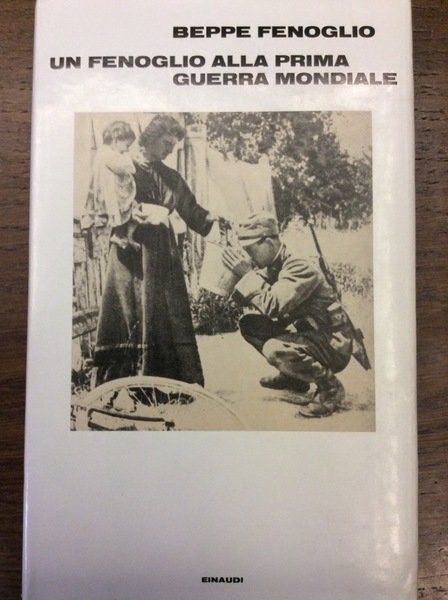 BEPPE FENOGLIO
UN FENOGLIO ALLA PRIMA
GUERRA MONDIALE
EINAUDI